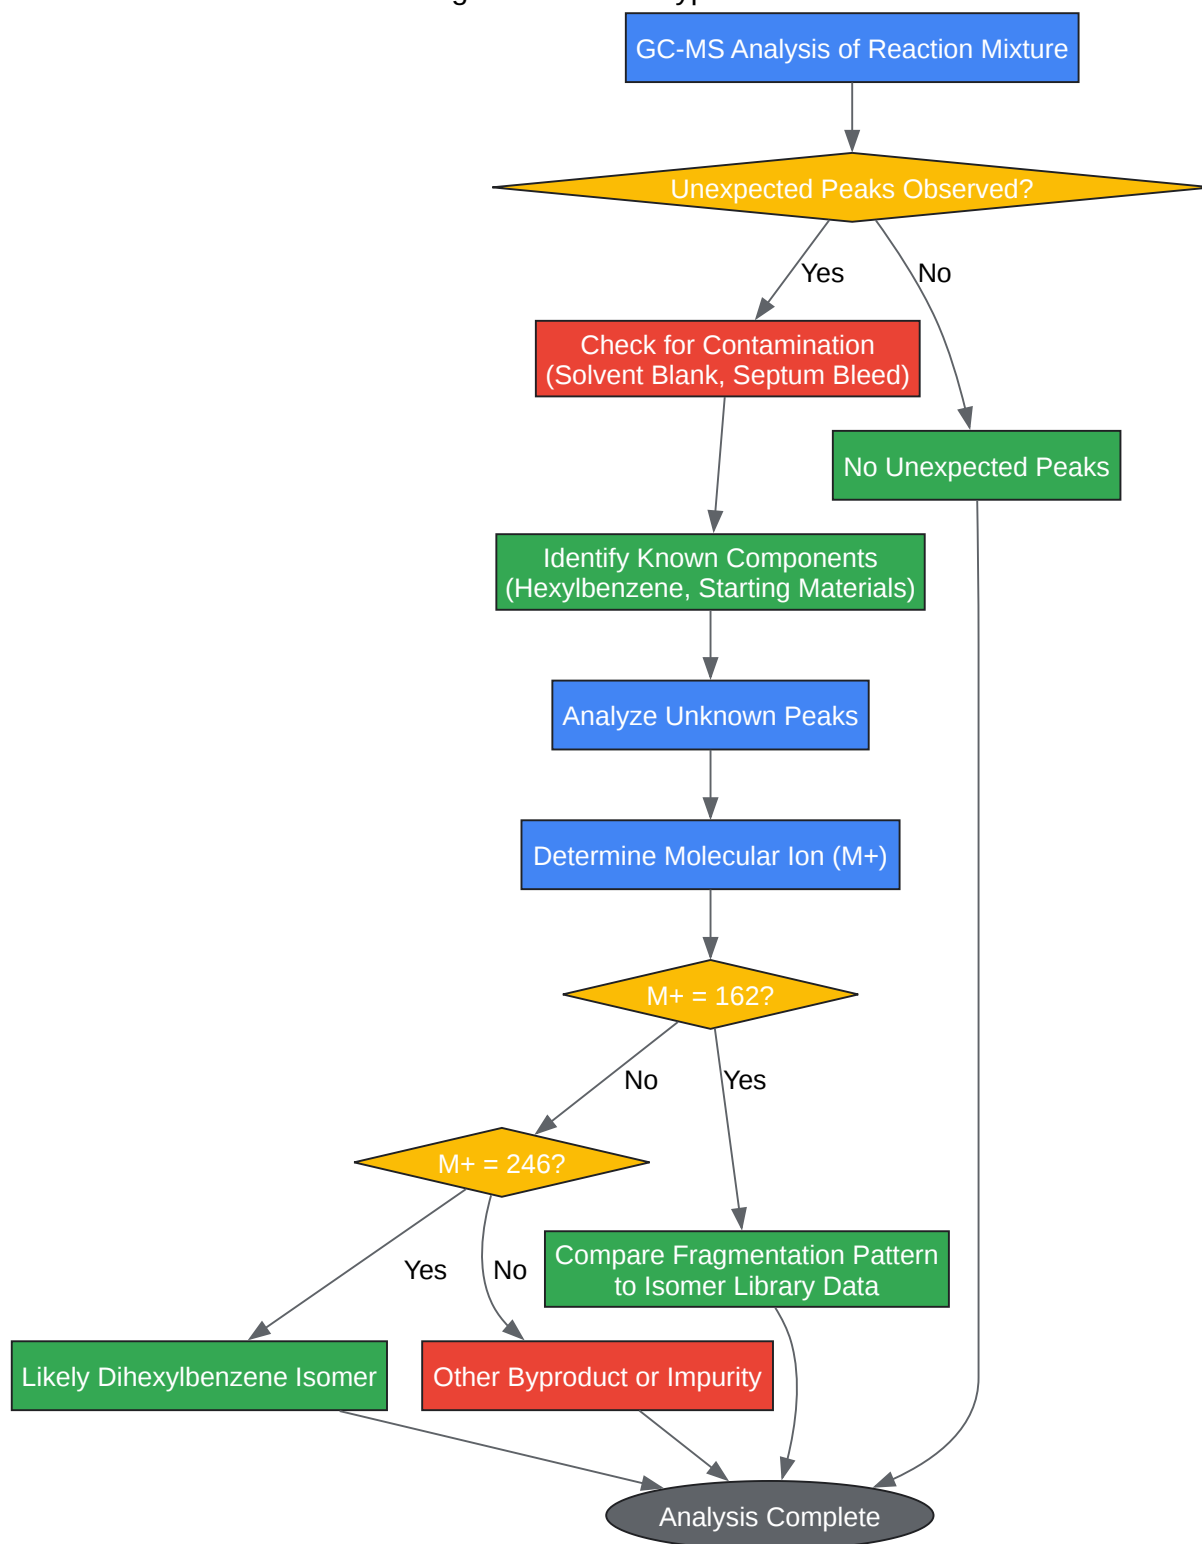 GC-MS Analysis of Reaction Mixture
Unexpected Peaks Observed?
Yes
No
Check for Contamination
(Solvent Blank, Septum Bleed)
No Unexpected Peaks
Identify Known Components
(Hexylbenzene, Starting Materials)
Analyze Unknown Peaks
Determine Molecular Ion (M+)
M+ = 162?
No
Yes
M+ = 246?
Yes
No
Compare Fragmentation Pattern
to Isomer Library Data
Likely Dihexylbenzene Isomer
Other Byproduct or Impurity
Analysis Complete